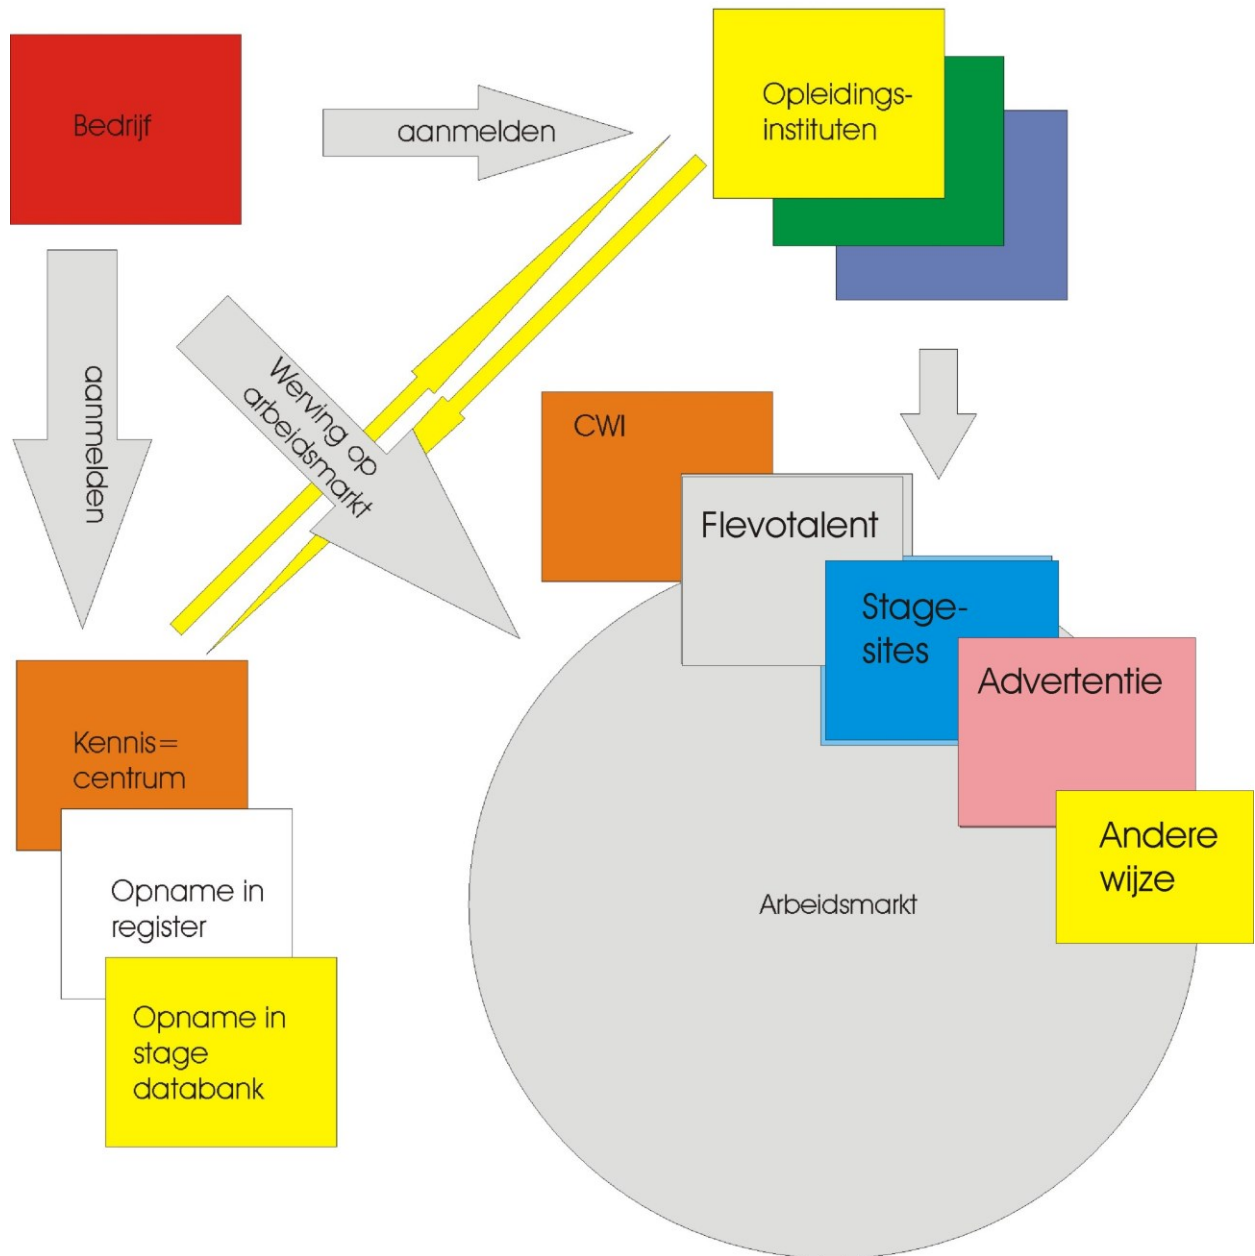 Bedrijf
aanmelden
Opleidings-
instituten
aanmelden
Werving op
arbeidsmarkt
CWI
Flevotalent
Stage-
sites
Advertentie
Andere
wijze
Arbeidsmarkt
Kennis=
centrum
Opname in
register
Opname in
stage
databank